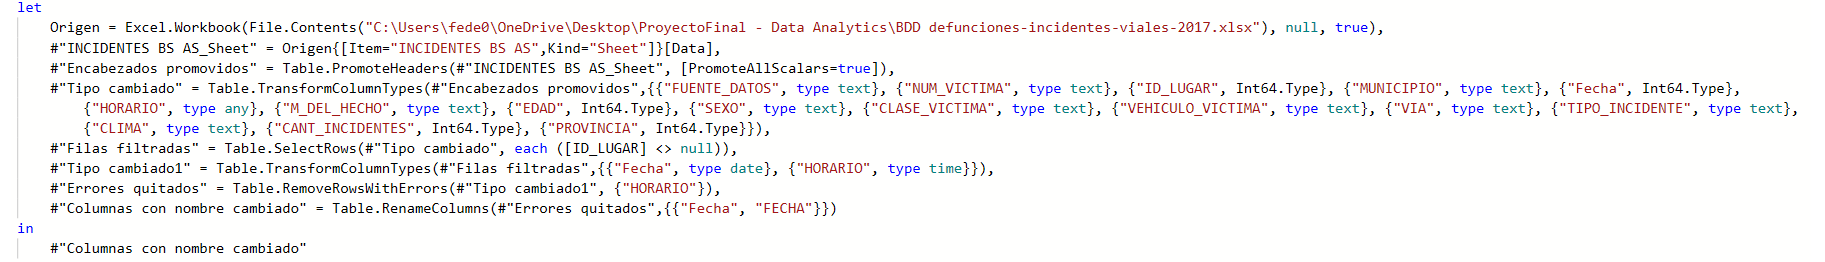 let
Origen = Excel.Workbook(File.Contents("C:\Users\fede0\OneDrive\Desktop\ProyectoFinal - Data Analytics\BDD defunciones-incidentes-viales-2017.xlsx"), null, true),
#"INCIDENTES BS AS_Sheet" = Origen{[Item="INCIDENTES BS AS",Kind="Sheet"]}[Data],
#"Encabezados promovidos" = Table.PromoteHeaders(#"INCIDENTES BS AS_Sheet", [PromoteAllScalars=true]),
#"Tipo cambiado" = Table.TransformColumnTypes(#"Encabezados promovidos",{{"FUENTE_DATOS", type text}, {"NUM_VICTIMA", type text}, {"ID_LUGAR", Int64.Type}, {"MUNICIPIO", type text}, {"Fecha", Int64.Type},
{"HORARIO", type any}, {"M_DEL_HECHO", type text}, {"EDAD", Int64.Type}, {"SEXO", type text}, {"CLASE_VICTIMA", type text}, {"VEHICULO_VICTIMA", type text}, {"VIA", type text}, {"TIPO_INCIDENTE", type text},
{"CLIMA", type text}, {"CANT_INCIDENTES", Int64.Type}, {"PROVINCIA", Int64.Type}}),
#"Filas filtradas" = Table.SelectRows(#"Tipo cambiado", each ([ID_LUGAR] <> null)),
#"Tipo cambiado1" = Table.TransformColumnTypes(#"Filas filtradas",{{"Fecha", type date}, {"HORARIO", type time}}),
#"Errores quitados" = Table.RemoveRowsWithErrors(#"Tipo cambiado1", {"HORARIO"}),
#"Columnas con nombre cambiado" = Table.RenameColumns(#"Errores quitados",{{"Fecha", "FECHA"}})
in
#"Columnas con nombre cambiado"